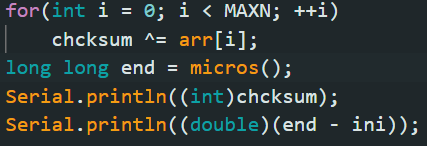 for(int i = 0; i < MAXN; ++i)
    chcksum ^= arr[i];
long long end = micros();
Serial.println((int)chcksum);
Serial.println((double)(end - ini));